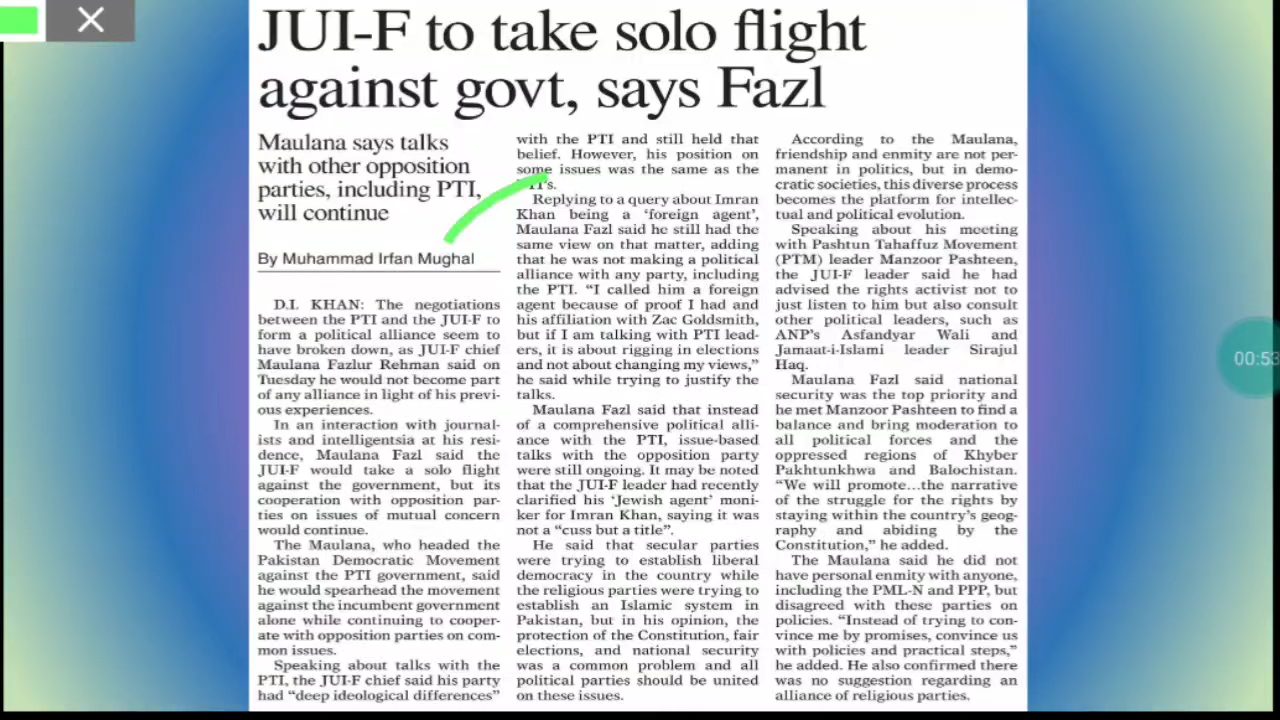 JUI-F to take solo flight
against govt, says Fazl
Maulana says talks
with other opposition
parties, including PTI,
will continue
By Muhammad Irfan Mughal
D.I. KHAN: The negotiations
between the PTI and the JUI-F to
form a political alliance seem to
have broken down, as JUI-F chief
Maulana Fazlur Rehman said on
Tuesday he would not become part
of any alliance in light of his previ-
ous experiences.
In an interaction with journal-
ists and intelligentsia at his resi-
dence, Maulana Fazl said the
JUI-F would take a solo flight
against the government, but its
cooperation with opposition par-
ties on issues of mutual concern
would continue.
The Maulana, who headed the
Pakistan Democratic Movement
against the PTI government, said
he would spearhead the movement
against the incumbent government
alone while continuing to cooper-
ate with opposition parties on com-
mon issues.
Speaking about talks with the
PTI, the JUI-F chief said his party
had “deep ideological differences”
with the PTI and still held that
belief. However, his position on
some issues was the same as the
PTI’s.
Replying to a query about Imran
Khan being a ‘foreign agent’,
Maulana Fazl said he still had the
same view on that matter, adding
that he was not making a political
alliance with any party, including
the PTI. “I called him a foreign
agent because of proof I had and
his affiliation with Zac Goldsmith,
but if I am talking with PTI lead-
ers, it is about rigging in elections
and not about changing my views,”
he said while trying to justify the
talks.
Maulana Fazl said that instead
of a comprehensive political alli-
ance with the PTI, issue-based
talks with the opposition party
were still ongoing. It may be noted
that the JUI-F leader had recently
clarified his ‘Jewish agent’ moni-
ker for Imran Khan, saying it was
not a “cuss but a title”.
He said that secular parties
were trying to establish liberal
democracy in the country while
the religious parties were trying to
establish an Islamic system in
Pakistan, but in his opinion, the
protection of the Constitution, fair
elections, and national security
was a common problem and all
political parties should be united
on these issues.
According to the Maulana,
friendship and enmity are not per-
manent in politics, but in demo-
cratic societies, this diverse process
becomes the platform for intellec-
tual and political evolution.
Speaking about his meeting
with Pashtun Tahaffuz Movement
(PTM) leader Manzoor Pashteen,
the JUI-F leader said he had
advised the rights activist not to
just listen to him but also consult
other political leaders, such as
ANP’s Asfandyar Wali and
Jamaat-i-Islami leader Sirajul
Haq.
Maulana Fazl said national
security was the top priority and
he met Manzoor Pashteen to find a
balance and bring moderation to
all political forces and the
oppressed regions of Khyber
Pakhtunkhwa and Balochistan.
“We will promote…the narrative
of the struggle for the rights by
staying within the country’s geog-
raphy and abiding by the
Constitution,” he added.
The Maulana said he did not
have personal enmity with anyone,
including the PML-N and PPP, but
disagreed with these parties on
policies. “Instead of trying to con-
vince me by promises, convince us
with policies and practical steps,”
he added. He also confirmed there
was no suggestion regarding an
alliance of religious parties.
00:53